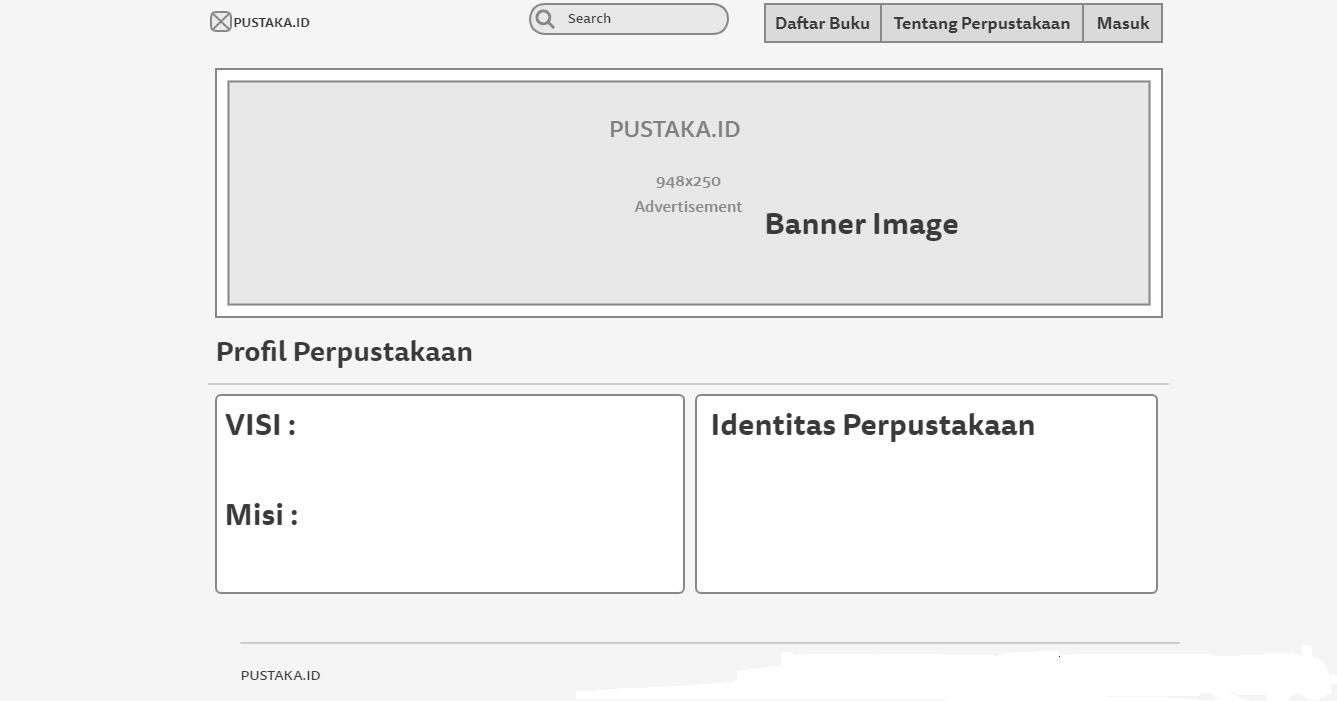 PUSTAKA.ID
Search
Daftar Buku
Tentang Perpustakaan
Masuk
PUSTAKA.ID
948x250
Advertisement
Banner Image
Profil Perpustakaan
VISI :
Misi :
Identitas Perpustakaan
PUSTAKA.ID